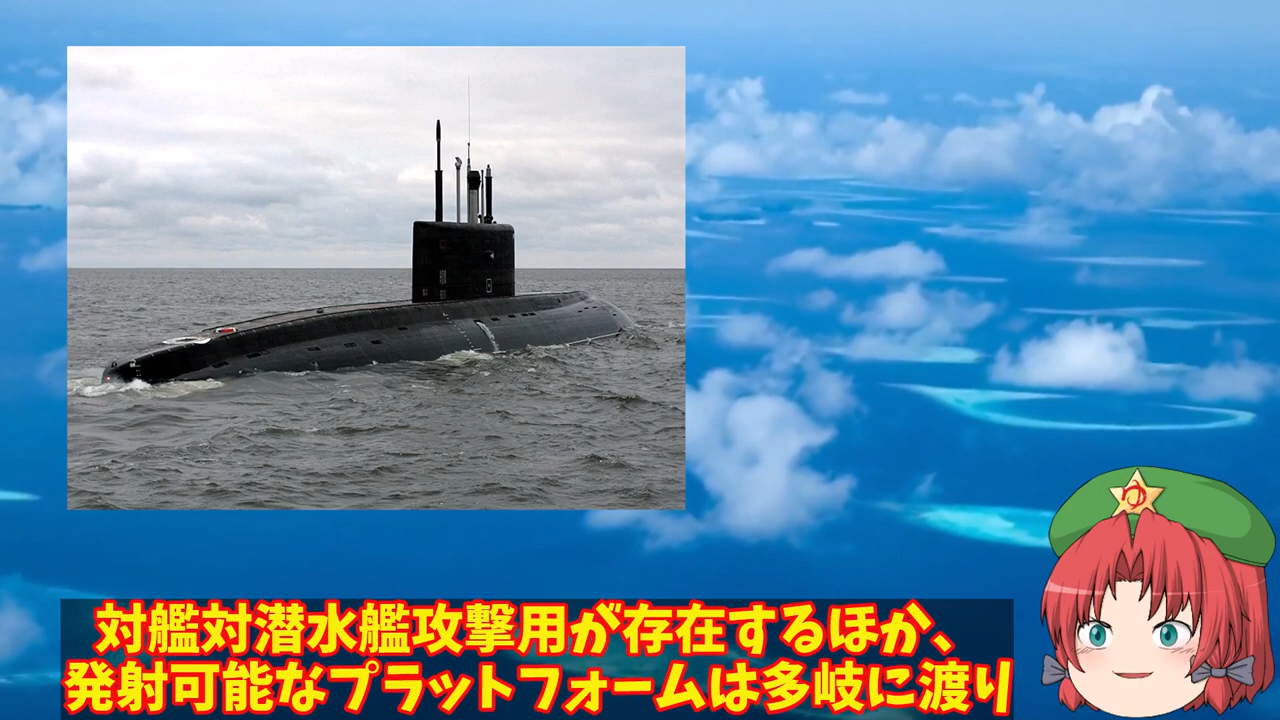 ゆ
対艦対潜水艦攻撃用が存在するほか、
発射可能なプラットフォームは多岐に渡り